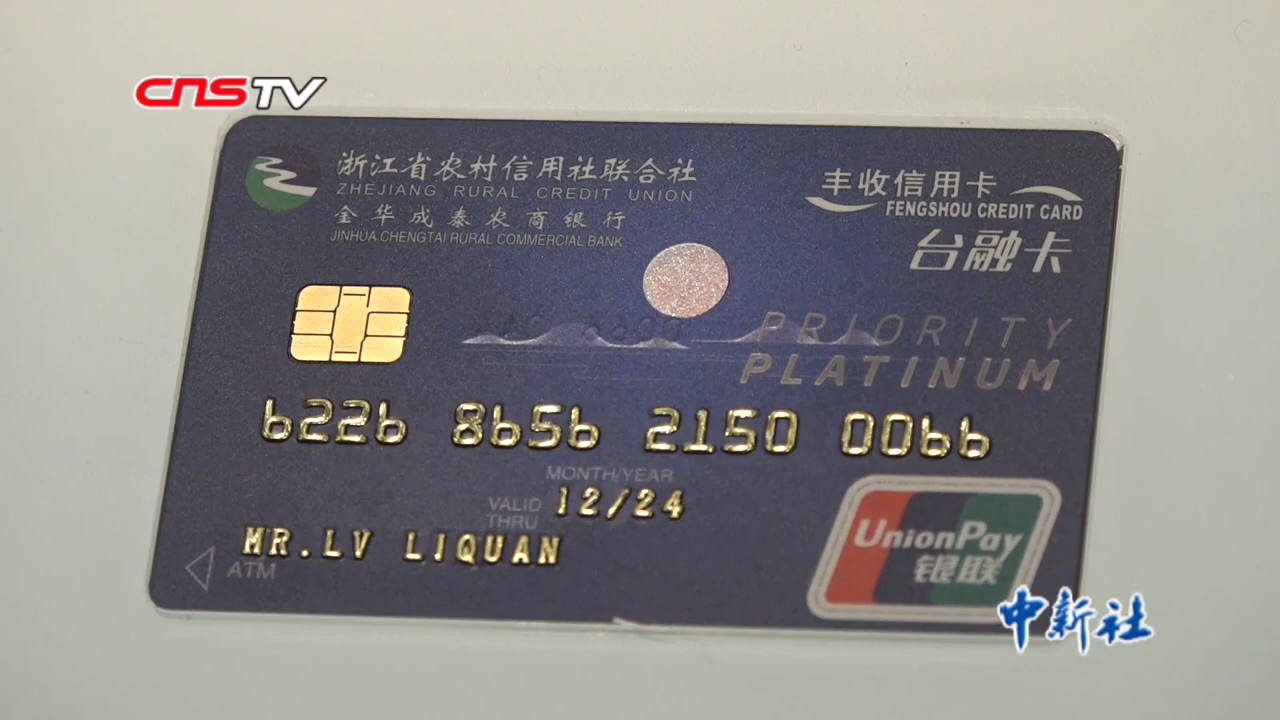 CNSTV
浙江省农村信用社联合社
ZHEJIANG RURAL CREDIT UNION
金华成泰农商银行
JINHUA CHENGTAI RURAL COMMERCIAL BANK
丰收信用卡
FENGSHOU CREDIT CARD
台融卡
PRIORITY
PLATINUM
6226 8656 2150 0066
MONTH/YEAR
VALID THRU 12/24
MR.LV LIQUAN
ATM
UnionPay
银联
中新社